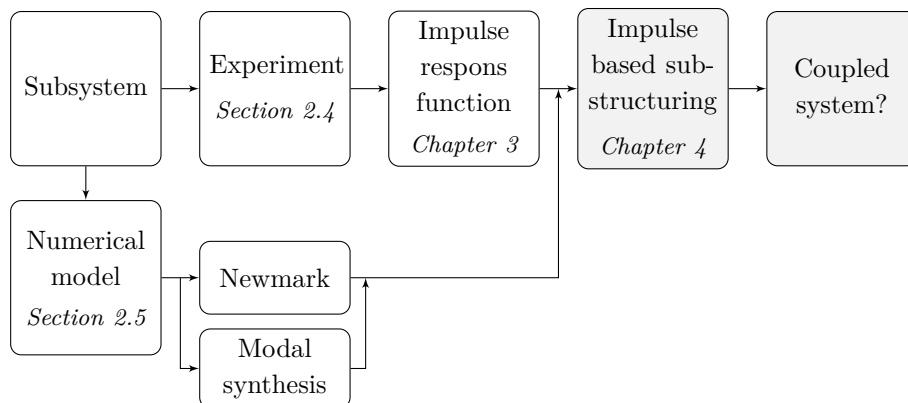 Subsystem
Experiment
Section 2.4
Impulse
respons
function
Chapter 3
Impulse
based sub-
structuring
Chapter 4
Coupled
system?
Numerical
model
Section 2.5
Newmark
Modal
synthesis